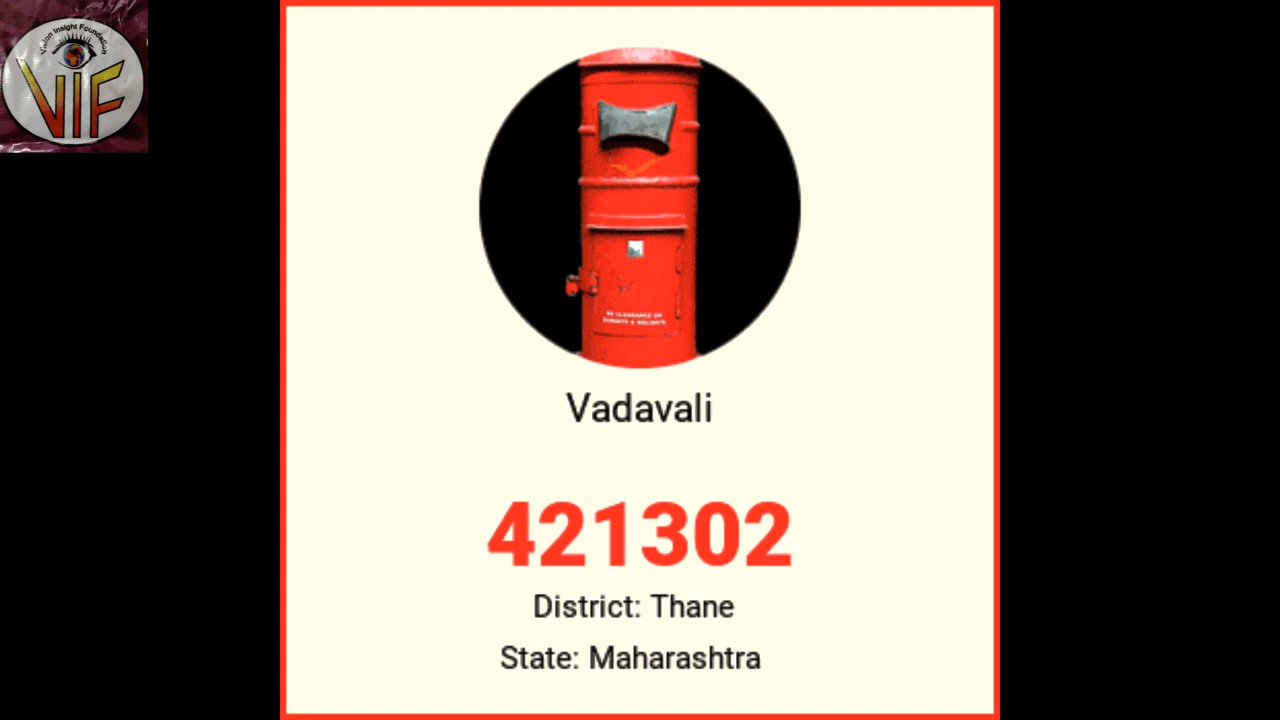 Vision Insight Foundation
VIF
Vadavali
421302
District: Thane
State: Maharashtra